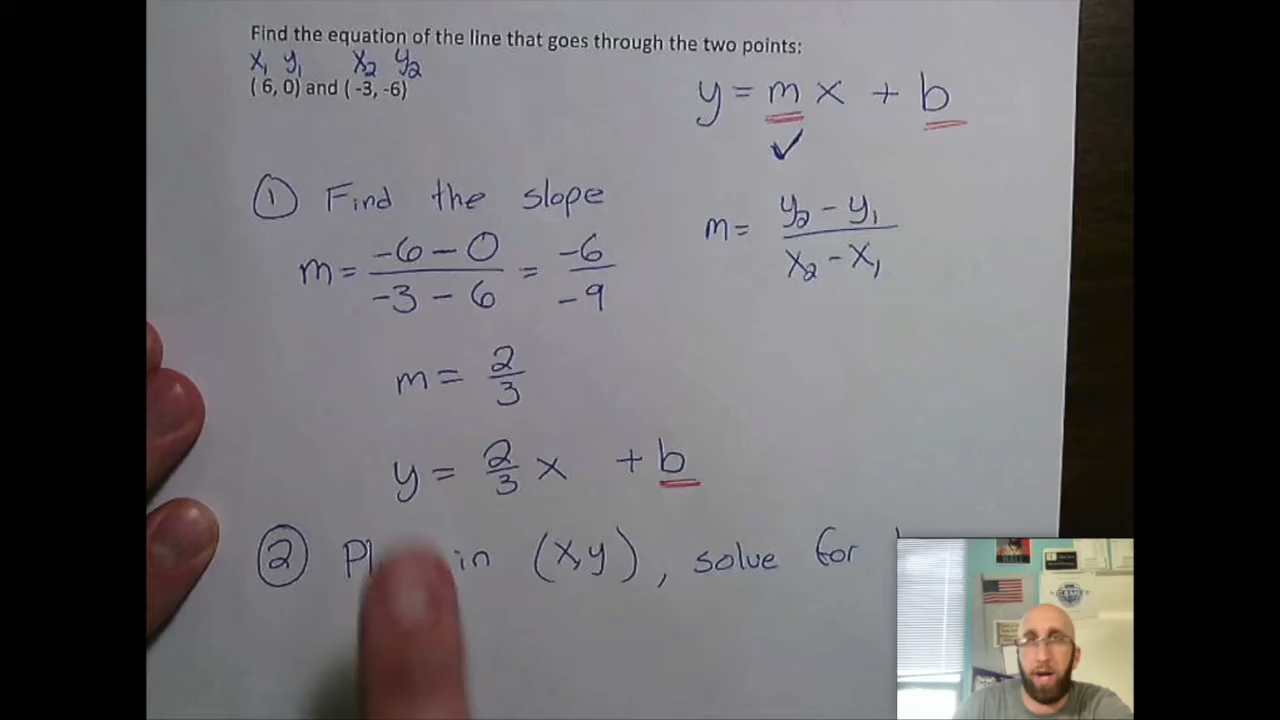 Find the equation of the line that goes through the two points:
x₁ y₁ x₂ y₂
( 6, 0) and ( -3, -6)
y = m x + b
✓
① Find the slope
m = y₂ - y₁ / x₂ - x₁
m = -6 - 0 / -3 - 6 = -6 / -9
m = 2/3
y = 2/3 x + b
② in (x,y), solve for